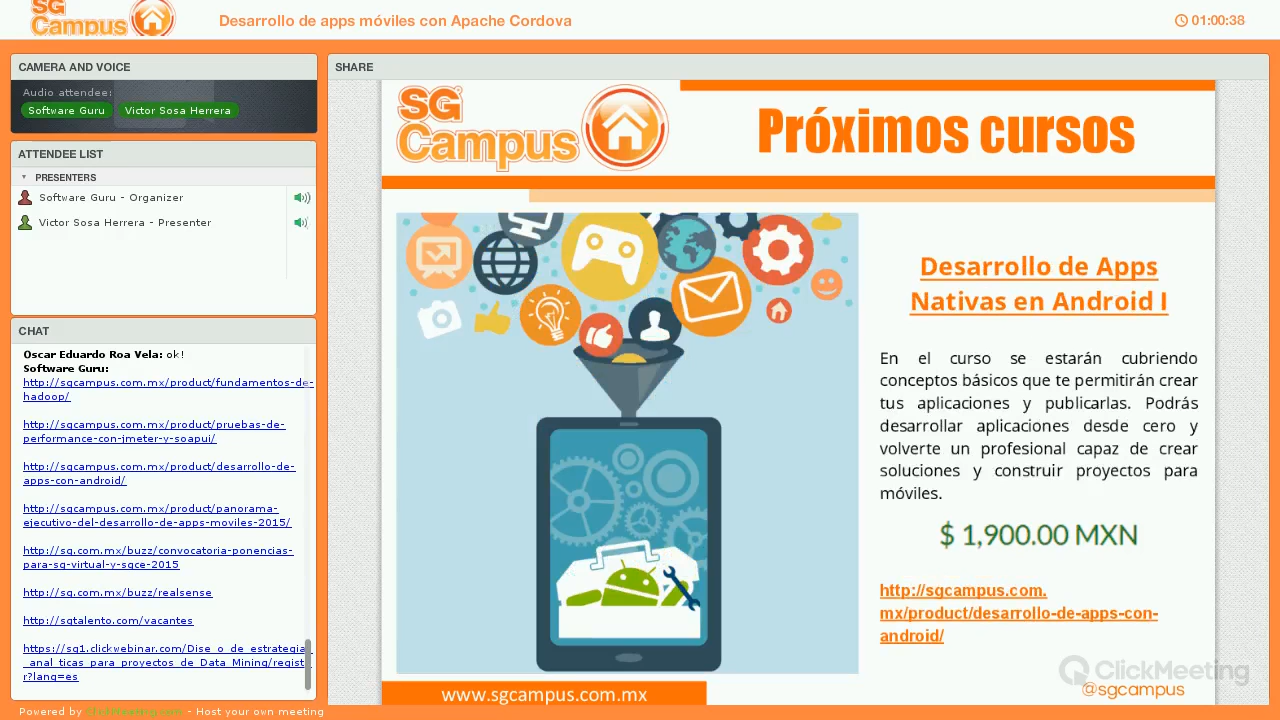 SG
Campus
Desarrollo de apps móviles con Apache Cordova
01:00:38
CAMERA AND VOICE
Audio attendee:
Software Guru
Victor Sosa Herrera
ATTENDEE LIST
PRESENTERS
Software Guru - Organizer
Victor Sosa Herrera - Presenter
CHAT
Oscar Eduardo Roa Vela: ok!
Software Guru:
http://sgcampus.com.mx/product/fundamentos-de-
hadoop/
http://sgcampus.com.mx/product/pruebas-de-
performance-con-jmeter-y-soapui/
http://sgcampus.com.mx/product/desarrollo-de-
apps-con-android/
http://sgcampus.com.mx/product/panorama-
ejecutivo-del-desarrollo-de-apps-moviles-2015/
http://sg.com.mx/buzz/convocatoria-ponencias-
para-sg-virtual-y-sgce-2015
http://sg.com.mx/buzz/realsense
http://sgtalento.com/vacantes
https://sg1.clickwebinar.com/Dise_o_de_estrategia
_anal_ticas_para_proyectos_de_Data_Mining/regist
r?lang=es
Powered by ClickMeeting.com - Host your own meeting
SHARE
SG
Campus
Próximos cursos
Desarrollo de Apps
Nativas en Android I
En el curso se estarán cubriendo
conceptos básicos que te permitirán crear
tus aplicaciones y publicarlas. Podrás
desarrollar aplicaciones desde cero y
volverte un profesional capaz de crear
soluciones y construir proyectos para
móviles.
$ 1,900.00 MXN
http://sgcampus.com.
mx/product/desarrollo-de-apps-con-
android/
ClickMeeting
www.sgcampus.com.mx
@sgcampus